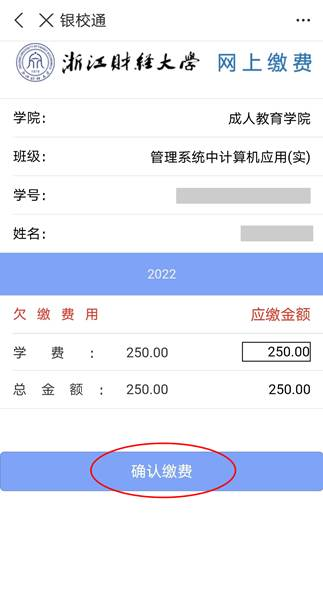 银校通
浙江财经大学 网上缴费
学院: 成人教育学院
班级: 管理系统中计算机应用(实)
学号:
姓名:
2022
欠缴费用 应缴金额
学费: 250.00 250.00
总金额: 250.00 250.00
确认缴费